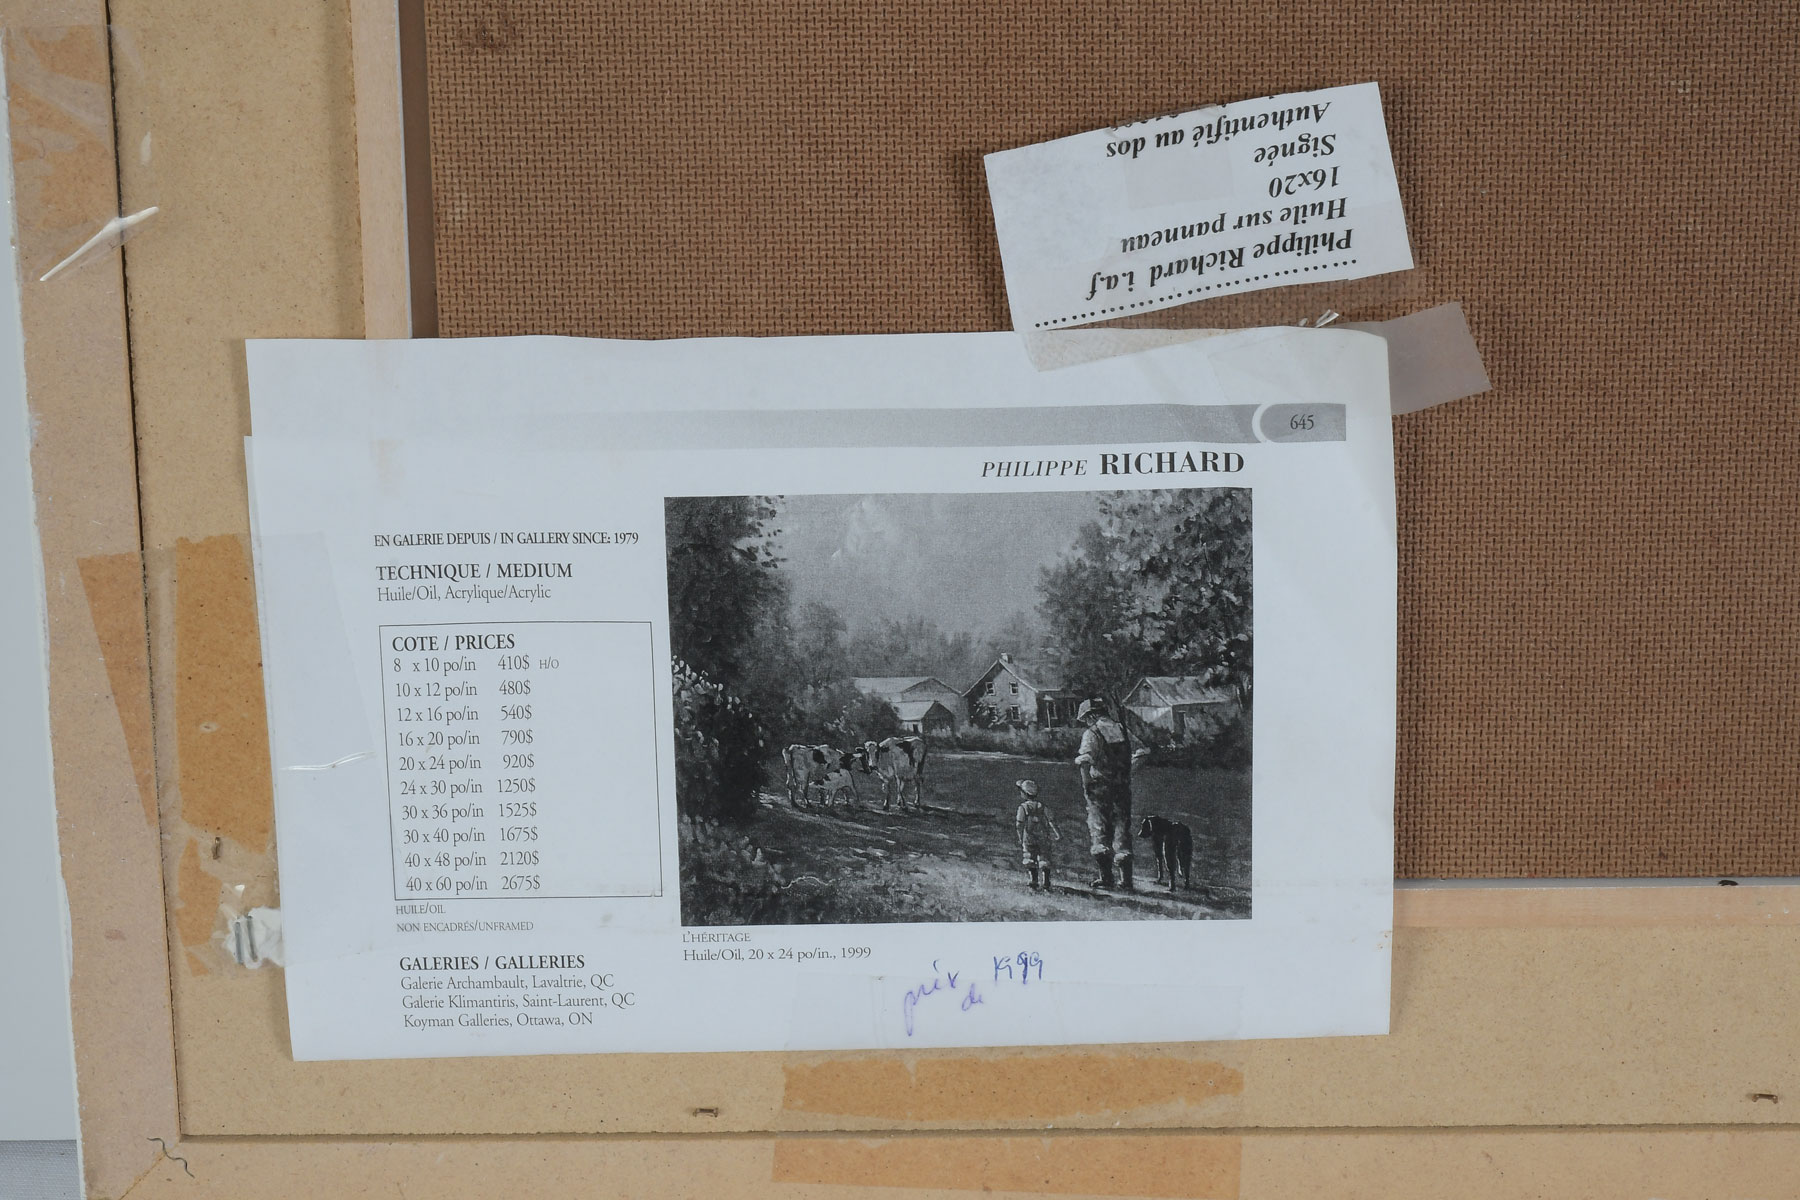 Philippe Richard i.a.f
Huile sur panneau
16x20
Signée
Authentifié au dos
645
PHILIPPE RICHARD
EN GALERIE DEPUIS / IN GALLERY SINCE: 1979
TECHNIQUE / MEDIUM
Huile/Oil, Acrylique/Acrylic
COTE / PRICES
8 x 10 po/in 410$ H/O
10 x 12 po/in 480$
12 x 16 po/in 540$
16 x 20 po/in 790$
20 x 24 po/in 920$
24 x 30 po/in 1250$
30 x 36 po/in 1525$
30 x 40 po/in 1675$
40 x 48 po/in 2120$
40 x 60 po/in 2675$
HUILE/OIL
NON ENCADRÉS/UNFRAMED
GALERIES / GALLERIES
Galerie Archambault, Lavaltrie, QC
Galerie Klimantiris, Saint-Laurent, QC
Koyman Galleries, Ottawa, ON
L'HÉRITAGE
Huile/Oil, 20 x 24 po/in., 1999
prix de 1999